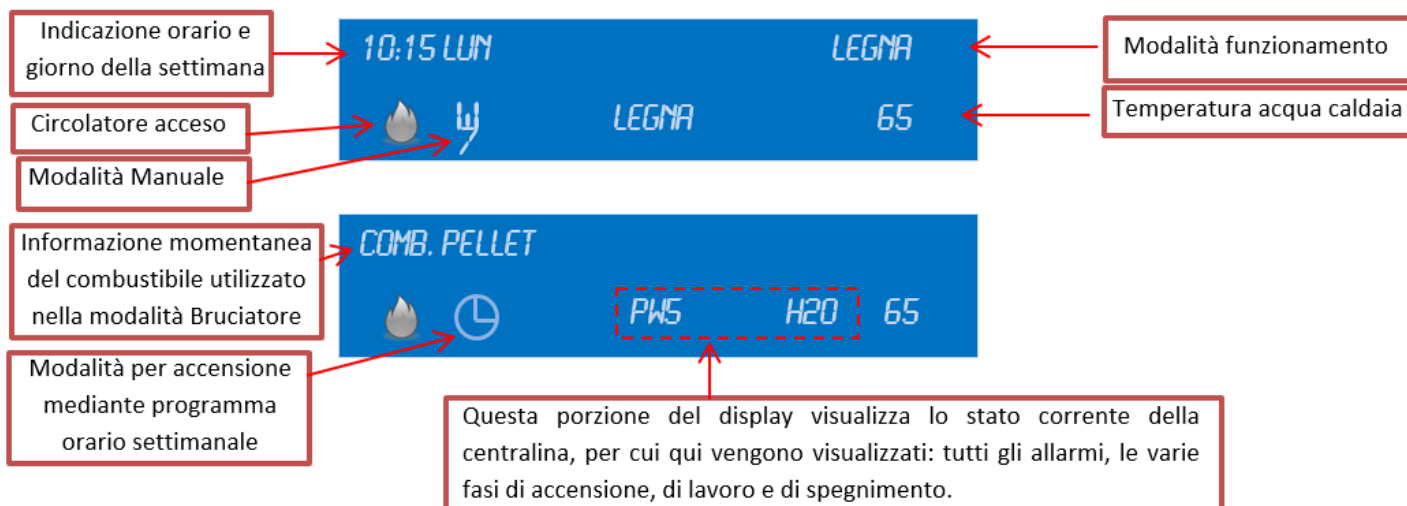 Indicazione orario e
giorno della settimana
10:15 LUN
LEGNA
Modalità funzionamento
Circolatore acceso
LEGNA
65
Temperatura acqua caldaia
Modalità Manuale
Informazione momentanea
del combustibile utilizzato
nella modalità Bruciatore
COMB. PELLET
PW5
H2O
65
Modalità per accensione
mediante programma
orario settimanale
Questa porzione del display visualizza lo stato corrente della
centralina, per cui qui vengono visualizzati: tutti gli allarmi, le varie
fasi di accensione, di lavoro e di spegnimento.